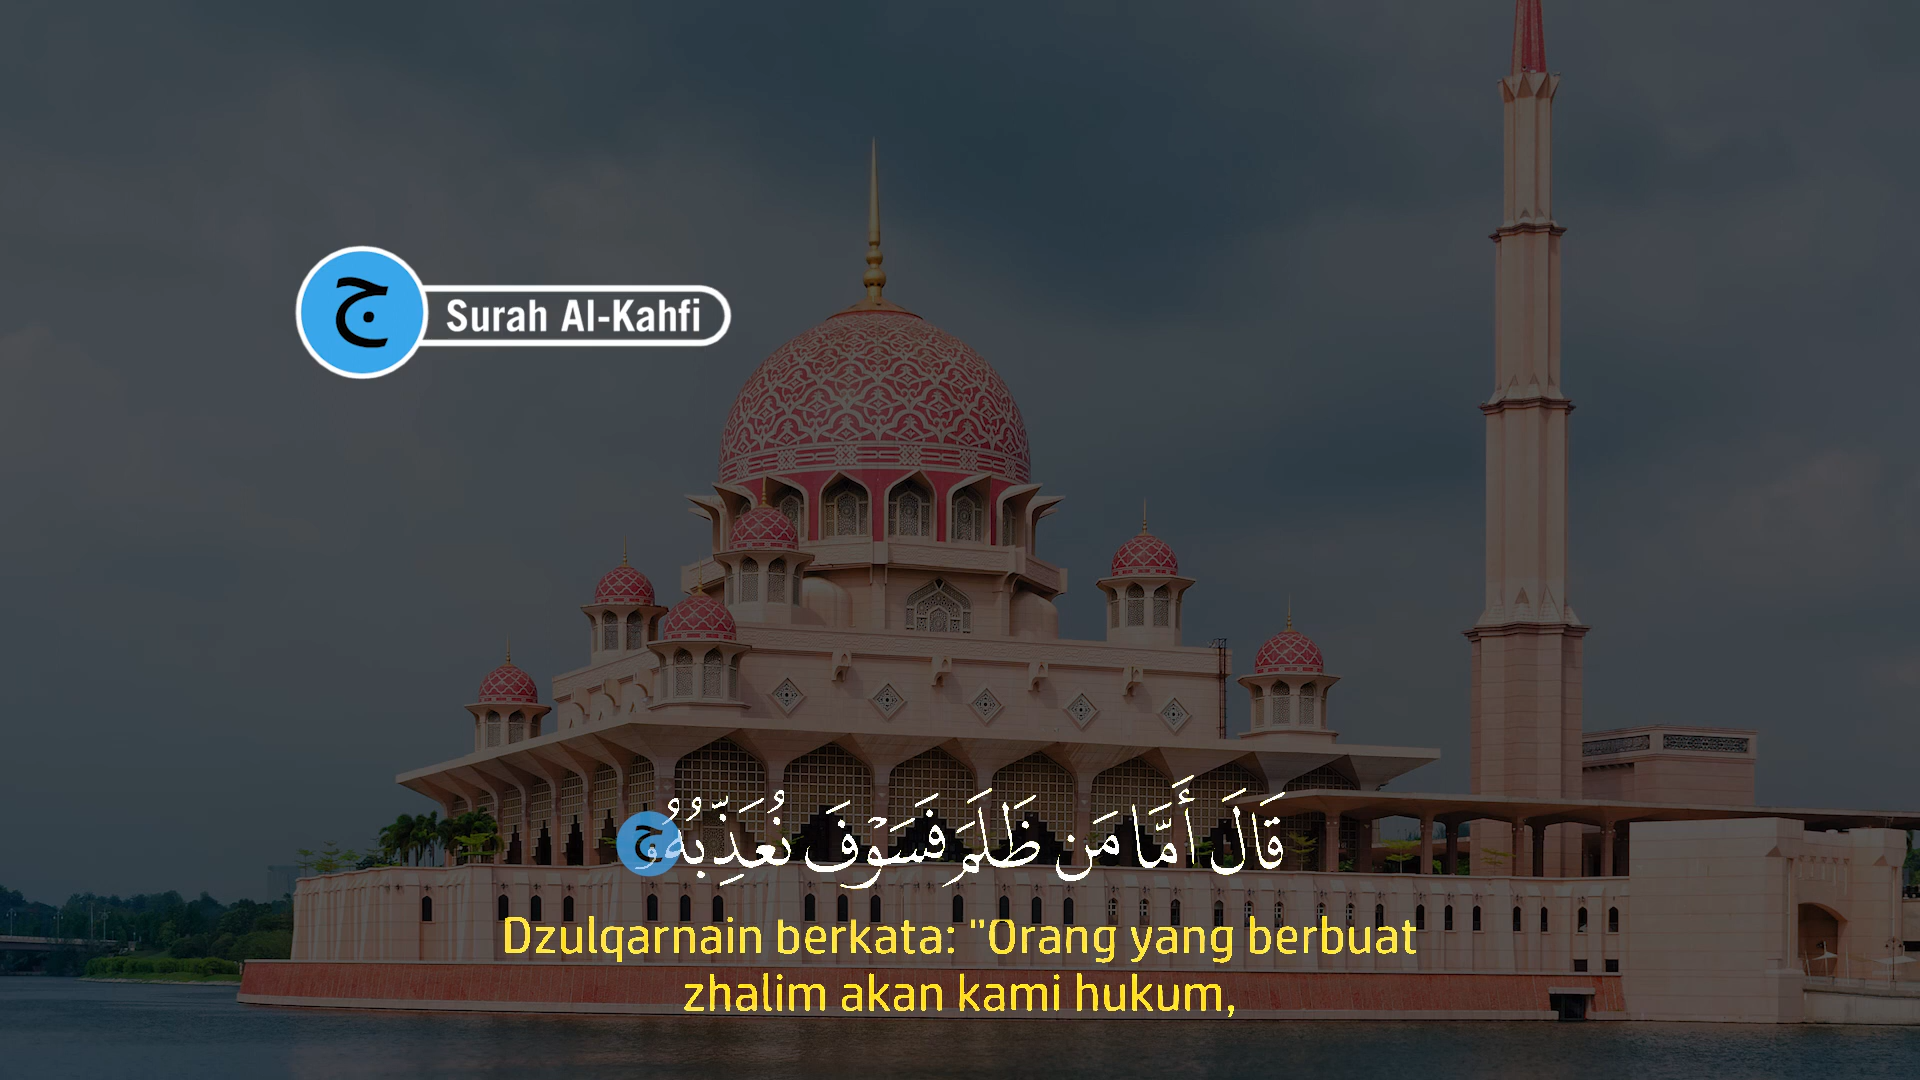 ج
Surah Al-Kahfi
قَالَ أَمَّا مَن ظَلَمَ فَسَوْفَ نُعَذِّبُهُۥ ج
Dzulqarnain berkata: "Orang yang berbuat
zhalim akan kami hukum,